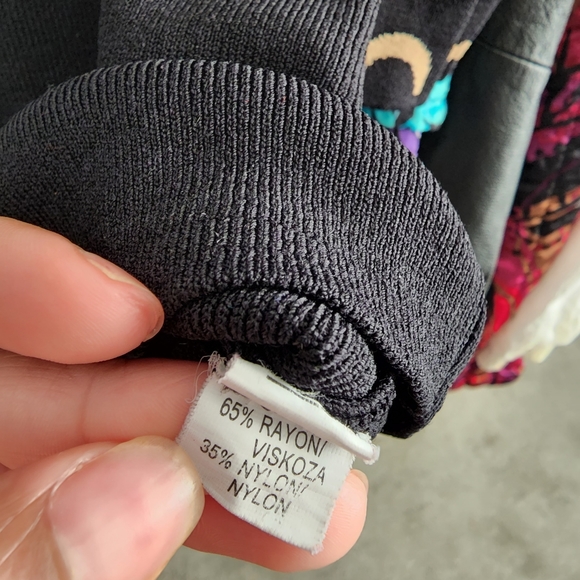 65% RAYON/
VISKOZA
35% NYLON/
NYLON